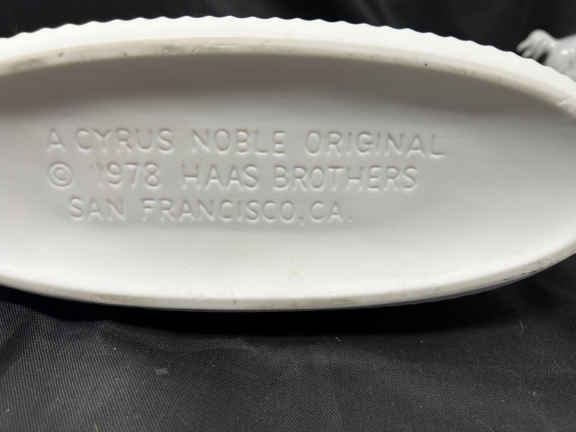 A CYRUS NOBLE ORIGINAL
© 1978 HAAS BROTHERS
SAN FRANCISCO, CA.